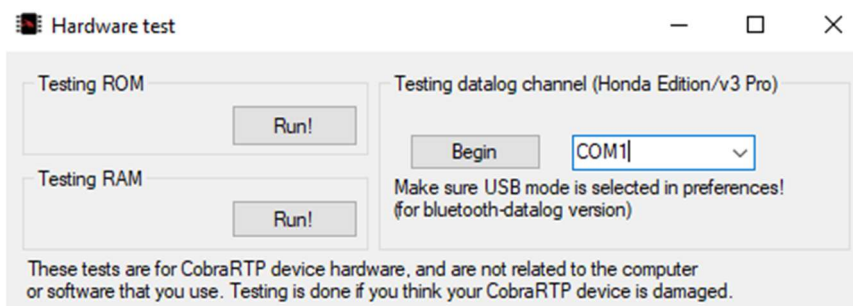 Hardware test
Testing ROM
Run!
Testing RAM
Run!
Testing datalog channel (Honda Edition/v3 Pro)
Begin
COM1
Make sure USB mode is selected in preferences!
(for bluetooth-datalog version)
These tests are for CobraRTP device hardware, and are not related to the computer
or software that you use. Testing is done if you think your CobraRTP device is damaged.